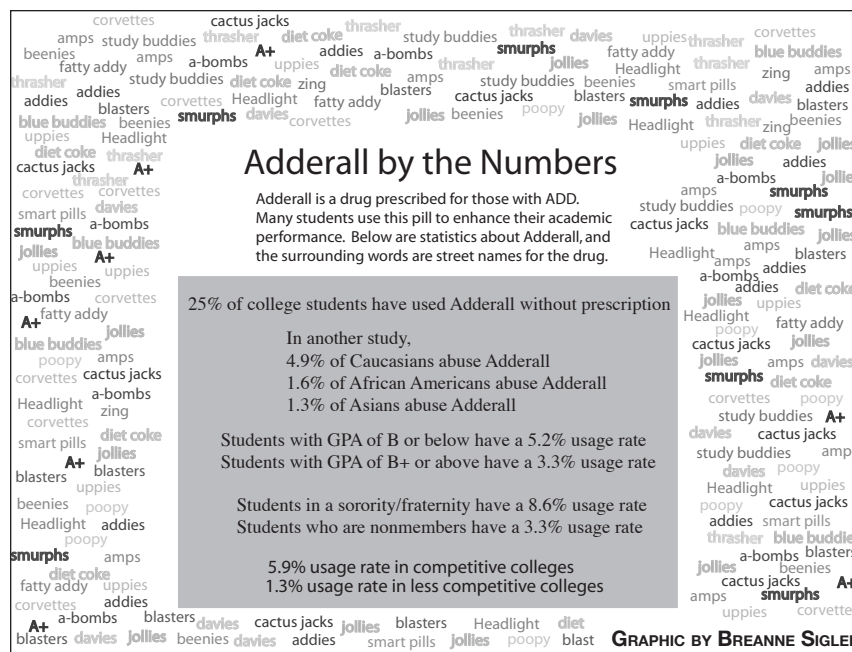 corvettes cactus jacks thrasher corvettes
amps study buddies thrasher diet coke thrasher davies uppies thrasher
beenies amps A+ addies a-bombs smurphs fatty addy blue buddies
fatty addy a-bombs uppies diet coke jollies Headlight thrasher zing amps
thrasher study buddies diet coke zing amps study buddies beenies smart pills addies
addies addies blasters corvettes Headlight fatty addy blasters cactus jacks blasters smurphs addies davies blasters
blue buddies beenies smurphs davies corvettes jollies beenies poopy jollies Headlight thrasher zing beenies
uppies Headlight uppies diet coke jollies
diet coke thrasher jollies addies
cactus jacks A+ a-bombs jollie
thrasher
Adderall by the Numbers
Adderall is a drug prescribed for those with ADD.
Many students use this pill to enhance their academic
performance. Below are statistics about Adderall, and
the surrounding words are street names for the drug.
25% of college students have used Adderall without prescription
In another study,
4.9% of Caucasians abuse Adderall
1.6% of African Americans abuse Adderall
1.3% of Asians abuse Adderall
Students with GPA of B or below have a 5.2% usage rate
Students with GPA of B+ or above have a 3.3% usage rate
Students in a sorority/fraternity have a 8.6% usage rate
Students who are nonmembers have a 3.3% usage rate
5.9% usage rate in competitive colleges
1.3% usage rate in less competitive colleges
corvettes corvettes
smart pills davies
smurphs a-bombs
jollies blue buddies
uppies A+ uppies
beenies
a-bombs corvettes
A+ fatty addy
blue buddies jollies
poopy amps
corvettes cactus jacks
Headlight a-bombs
corvettes zing
smart pills diet coke
A+ jollies
blasters blasters
uppies
beenies poopy
Headlight addies
poopy
smurphs amps
diet coke
fatty addy uppies
corvettes addies
amps smurphs
study buddies poopy smurphs
cactus jacks blue buddies jollies
Headlight amps blasters
amps addies
a-bombs addies diet coke
jollies uppies
Headlight fatty addy
poopy
cactus jacks jollies
jollies amps davies
smurphs diet coke
corvettes poopy
study buddies A+
davies cactus jacks
study buddies amp
davies poopy
Headlight uppies
poopy cactus jacks
addies smart pills
thrasher blue buddie
a-bombs blasters
jollies beenies
cactus jacks A+
amps smurphs
uppies corvette
A+ a-bombs blasters davies cactus jacks jollies blasters Headlight diet
blasters davies jollies beenies davies addies smart pills jollies poopy blast
GRAPHIC BY BREANNE SIGLE